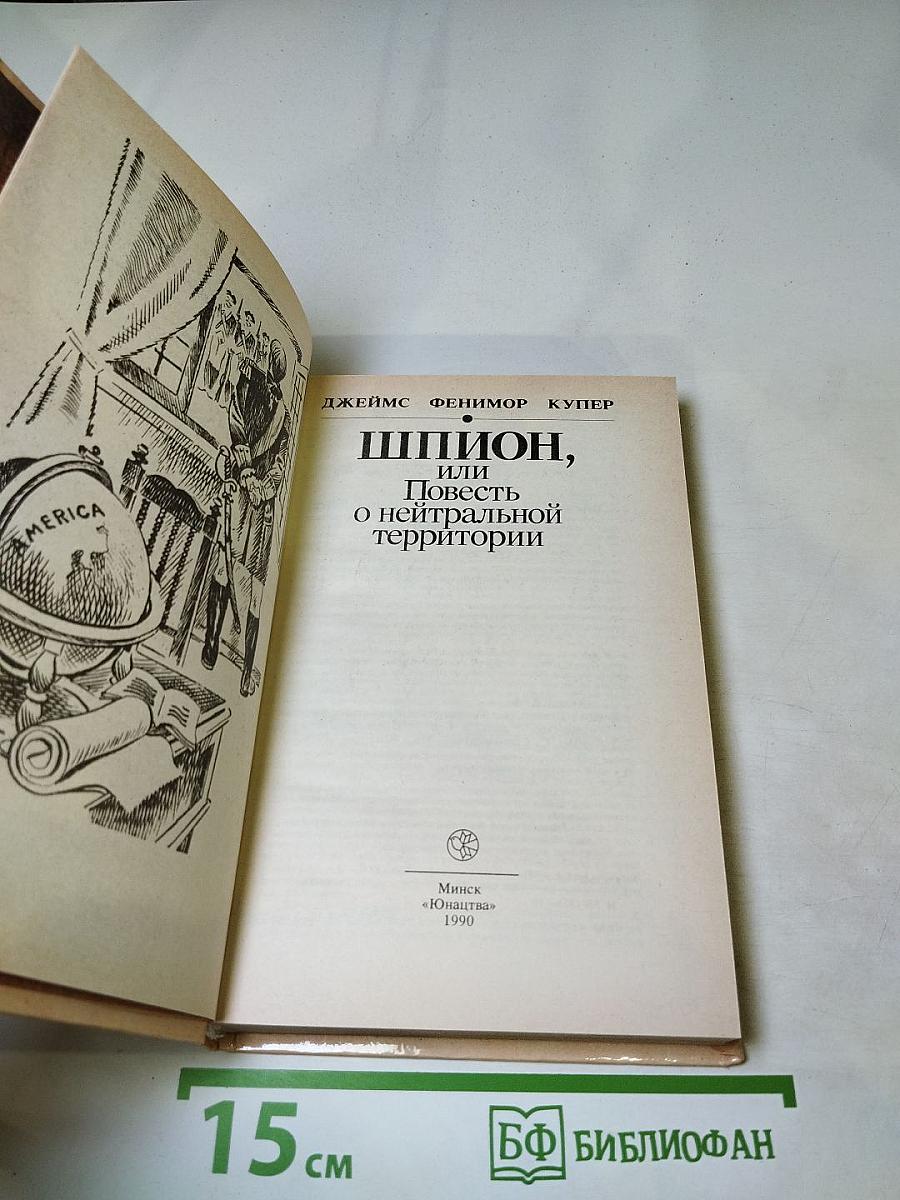 AMERICA
ДЖЕЙМС ФЕНИМОР КУПЕР
ШПИОН,
или
Повесть
о нейтральной
территории
Минск
«Юнацтва»
1990
15 см
БФ БИБЛИОФАН